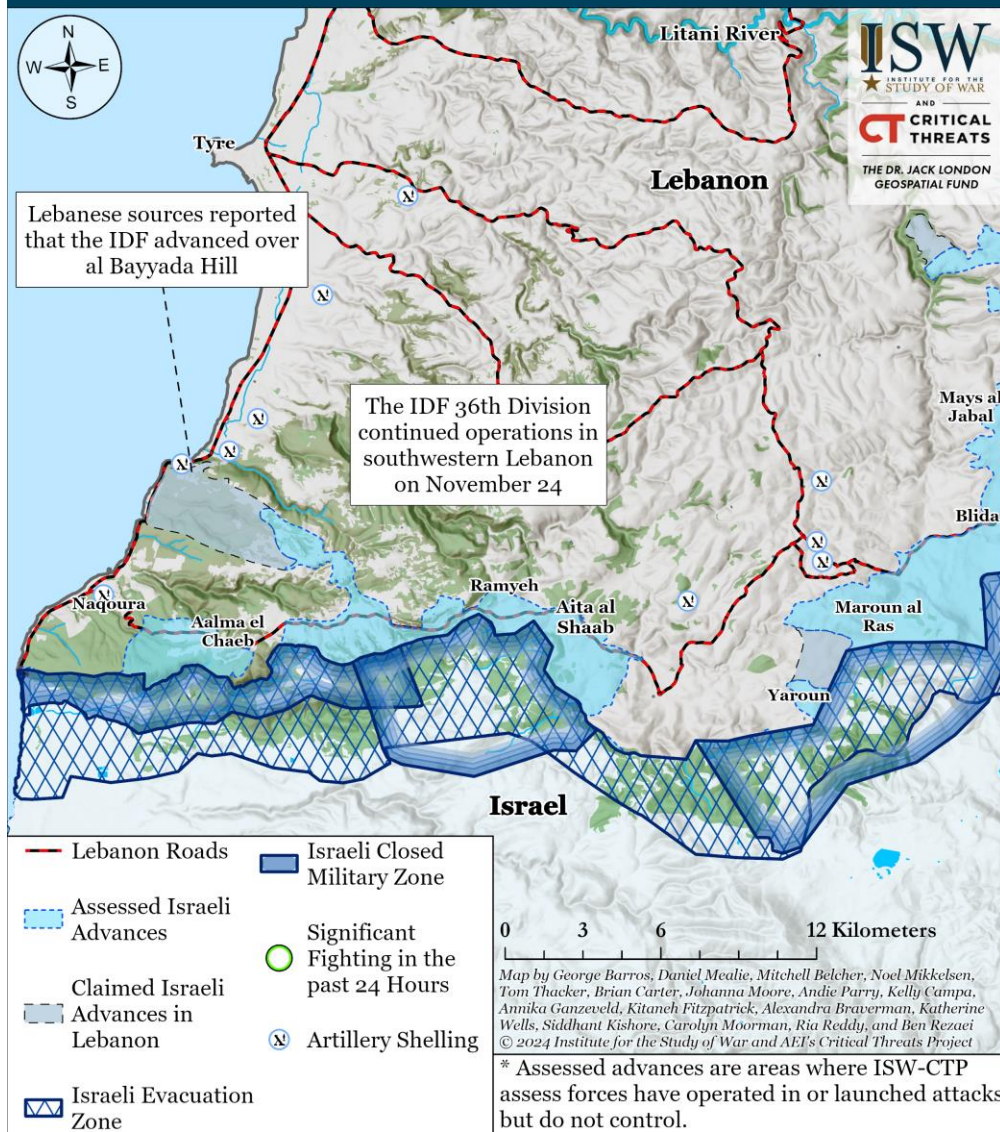 N
W
E
S
Litani River
ISW
INSTITUTE FOR THE
STUDY OF WAR
AND
CT CRITICAL
THREATS
THE DR. JACK LONDON
GEOSPATIAL FUND
Tyre
Lebanon
Lebanese sources reported
that the IDF advanced over
al Bayyada Hill
The IDF 36th Division
continued operations in
southwestern Lebanon
on November 24
Mays al
Jabal
Blida
Ramyeh
Naqoura
Aalma el
Chaeb
Aita al
Shaab
Maroun al
Ras
Yaroun
Israel
Lebanon Roads
Assessed Israeli
Advances
Claimed Israeli
Advances in
Lebanon
Israeli Evacuation
Zone
Israeli Closed
Military Zone
Significant
Fighting in the
past 24 Hours
Artillery Shelling
0 3 6 12 Kilometers
Map by George Barros, Daniel Mealie, Mitchell Belcher, Noel Mikkelsen,
Tom Thacker, Brian Carter, Johanna Moore, Andie Parry, Kelly Campa,
Annika Ganzeveld, Kitaneh Fitzpatrick, Alexandra Braverman, Katherine
Wells, Siddhant Kishore, Carolyn Moorman, Ria Reddy, and Ben Rezaei
© 2024 Institute for the Study of War and AEI's Critical Threats Project
* Assessed advances are areas where ISW-CTP
assess forces have operated in or launched attacks
but do not control.